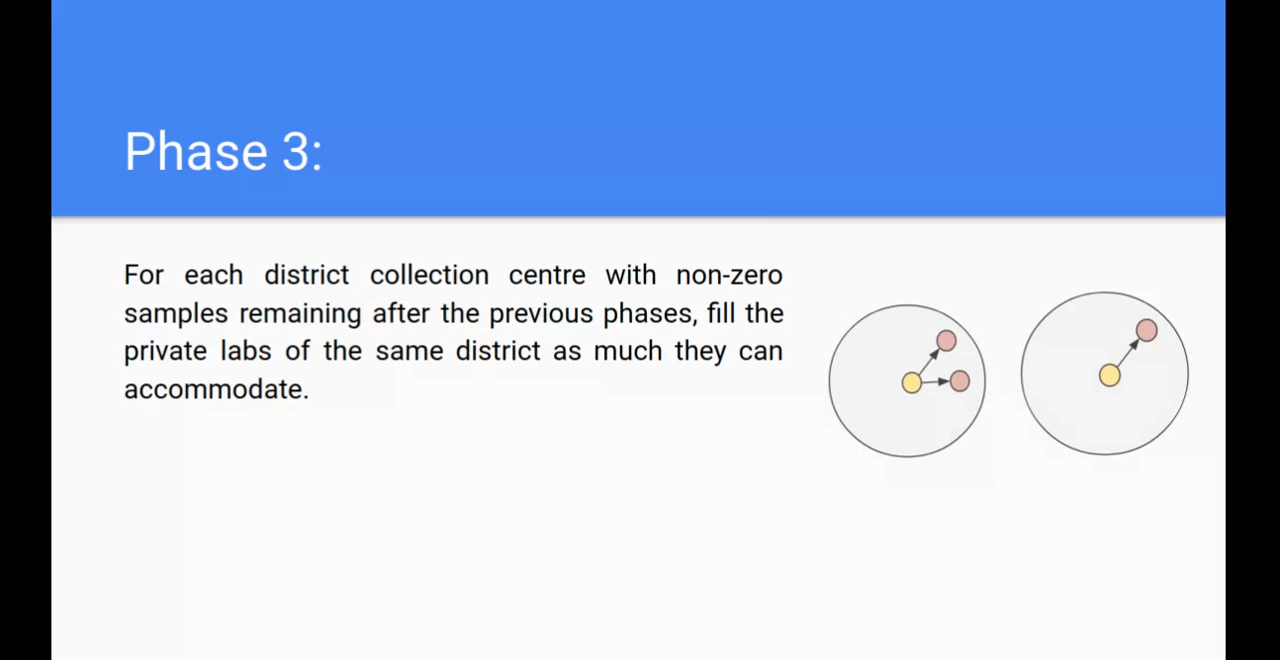 Phase 3:
For each district collection centre with non-zero
samples remaining after the previous phases, fill the
private labs of the same district as much they can
accommodate.